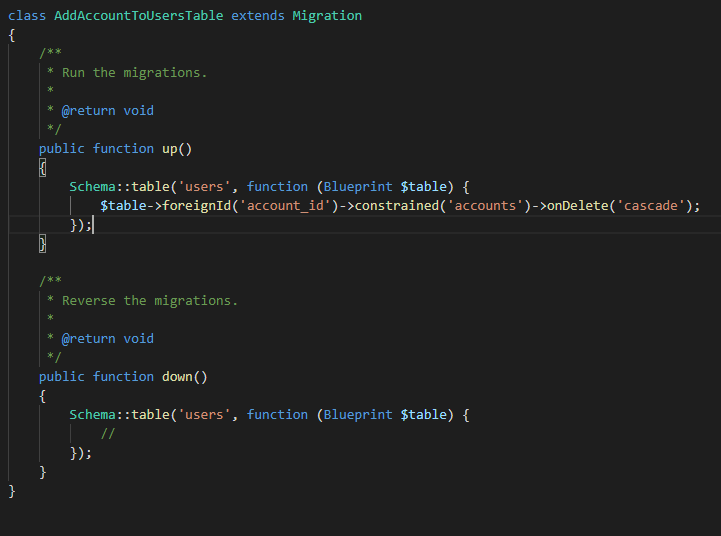 class AddAccountToUsersTable extends Migration
{
    /**
     * Run the migrations.
     *
     * @return void
     */
    public function up()
    {
        Schema::table('users', function (Blueprint $table) {
            $table->foreignId('account_id')->constrained('accounts')->onDelete('cascade');
        });
    }

    /**
     * Reverse the migrations.
     *
     * @return void
     */
    public function down()
    {
        Schema::table('users', function (Blueprint $table) {
            //
        });
    }
}